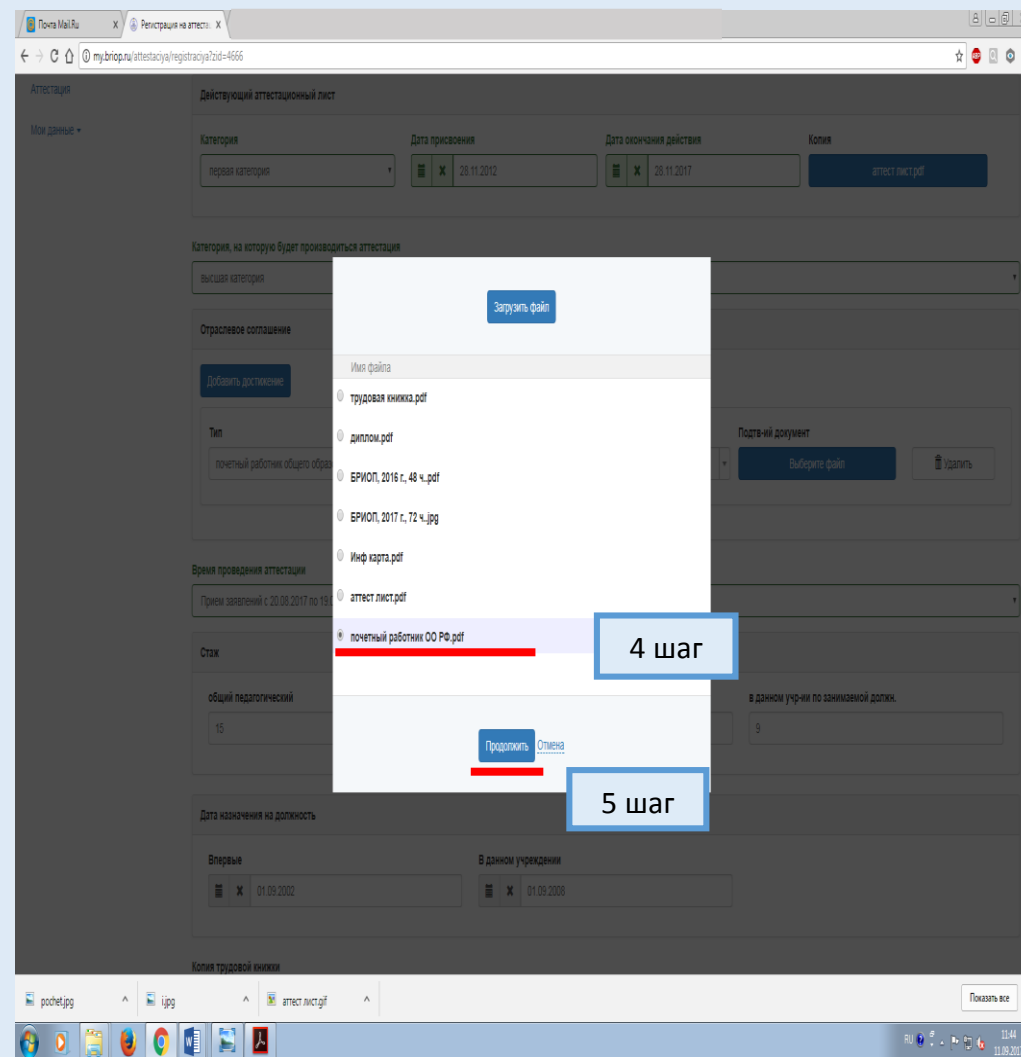 Почта Mail.Ru
Регистрация на аттеста
my.briop.ru/attestaciya/registraciya?zid=4666
Аттестация
Мои данные
Действующий аттестационный лист
Категория Дата присвоения Дата окончания действия Копия
первая категория 28.11.2012 28.11.2017 аттест лист.pdf
Категория, на которую будет производиться аттестация
высшая категория
Загрузить файл
Отраслевое соглашение
Добавить достижение
Имя файла
трудовая книжка.pdf
диплом.pdf
Тип Подтв-ий документ
почетный работник общего образ Выберите файл Удалить
БРИОП, 2016 г., 48 ч..pdf
БРИОП, 2017 г., 72 ч..jpg
Инф карта.pdf
Время проведения аттестации
Прием заявлений с 20.08.2017 по 19.0
аттест лист.pdf
почетный работник ОО РФ.pdf
4 шаг
Стаж
общий педагогический в данном учр-ии по занимаемой должн.
15 9
Продолжить Отмена
5 шаг
Дата назначения на должность
Впервые В данном учреждении
01.09.2002 01.09.2008
Копия трудовой книжки
pochet.jpg i.jpg аттест лист.gif Показать все
RU 11:44
11.09.201